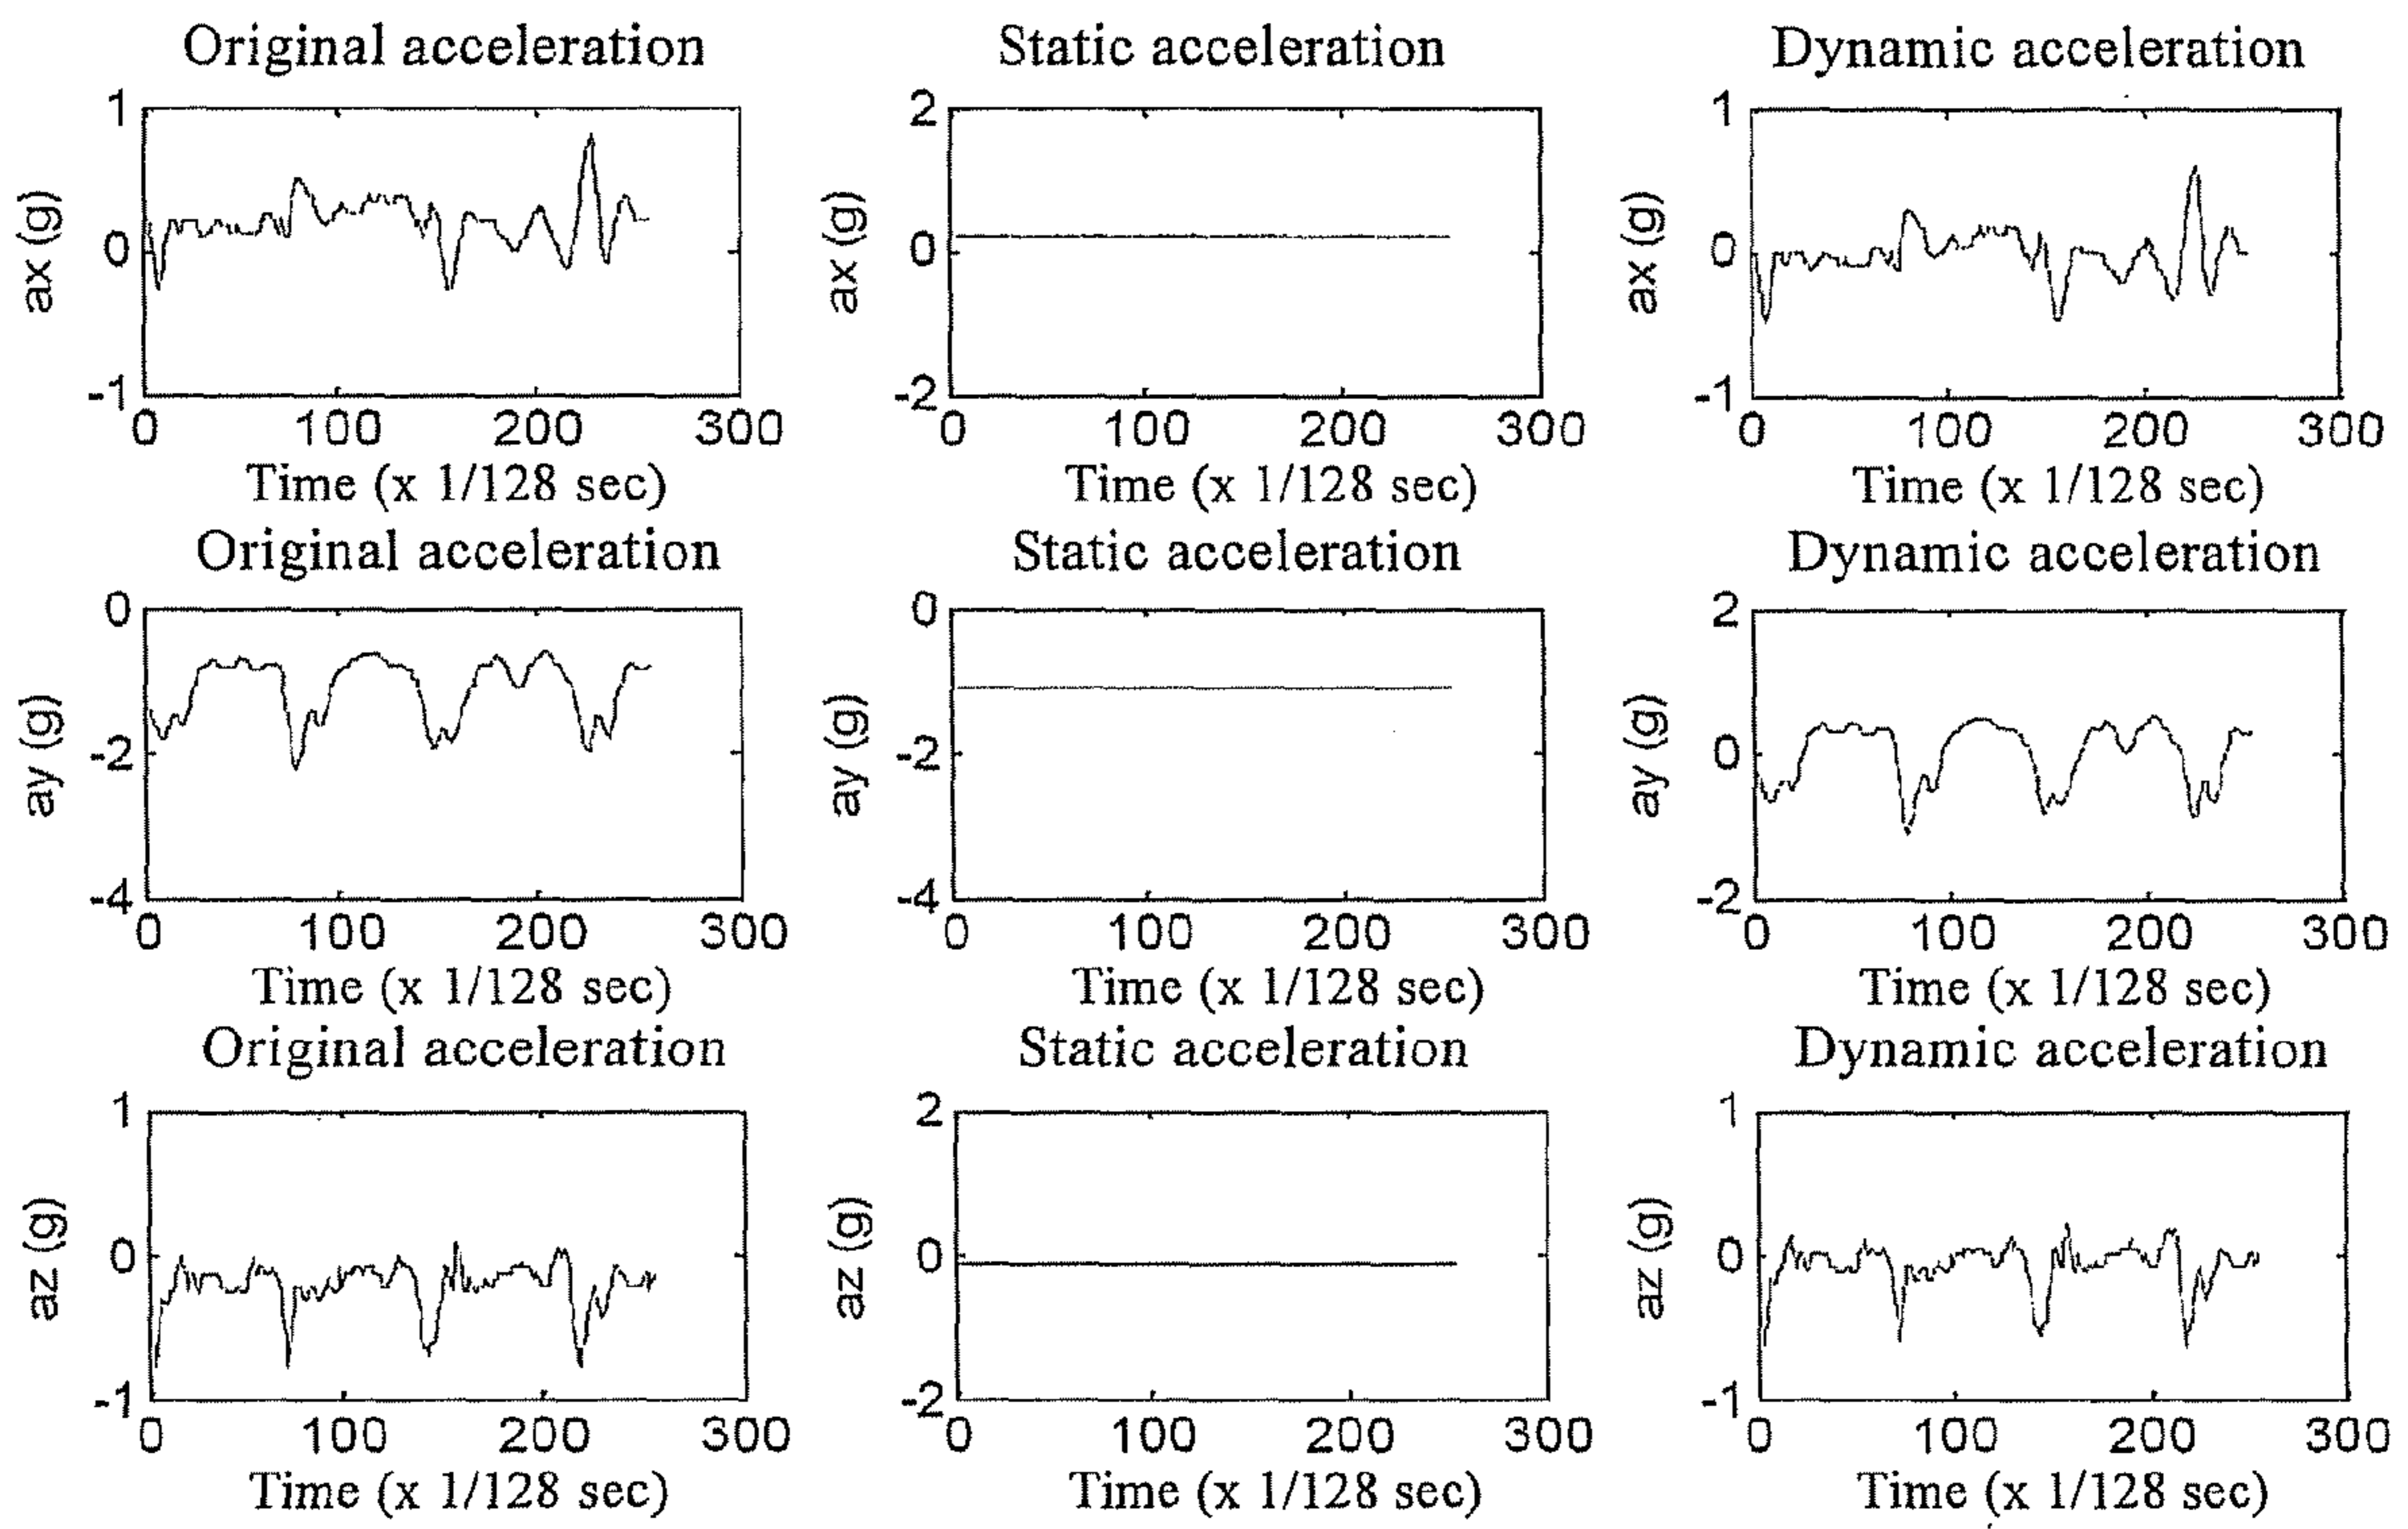 Original acceleration Static acceleration Dynamic acceleration
1 2 1
ax (g) ax (g) ax (g)
0 0 0
-1 -2 -1
0 100 200 300 0 100 200 300 0 100 200 300
Time (x 1/128 sec) Time (x 1/128 sec) Time (x 1/128 sec)
Original acceleration Static acceleration Dynamic acceleration
0 0 2
ay (g) ay (g) ay (g)
-2 -2 0
-4 -4 -2
0 100 200 300 0 100 200 300 0 100 200 300
Time (x 1/128 sec) Time (x 1/128 sec) Time (x 1/128 sec)
Original acceleration Static acceleration Dynamic acceleration
1 2 1
az (g) az (g) az (g)
0 0 0
-1 -2 -1
0 100 200 300 0 100 200 300 0 100 200 300
Time (x 1/128 sec) Time (x 1/128 sec) Time (x 1/128 sec)